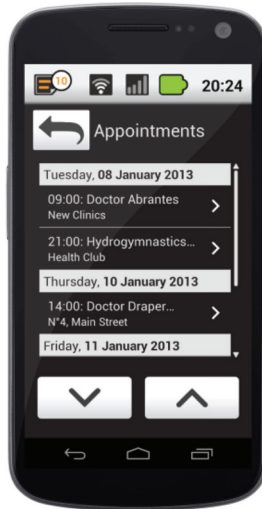 10
20:24
Appointments
Tuesday, 08 January 2013
09:00: Doctor Abrantes
New Clinics
21:00: Hydrogymnastics...
Health Club
Thursday, 10 January 2013
14:00: Doctor Draper...
N°4, Main Street
Friday, 11 January 2013